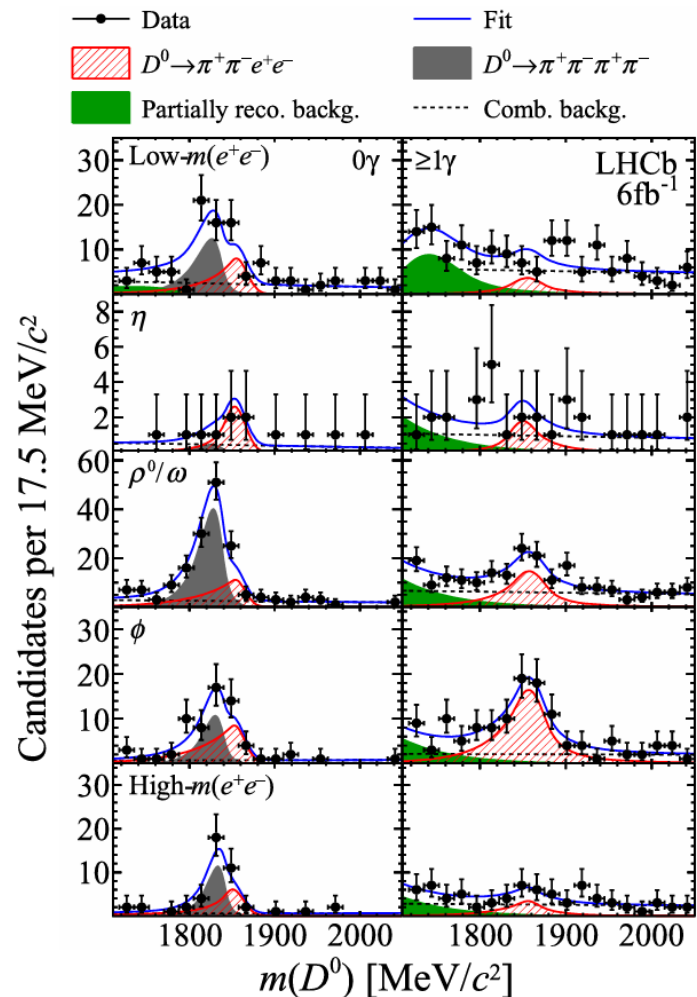 Data
Fit
D⁰→π⁺π⁻e⁺e⁻
D⁰→π⁺π⁻π⁺π⁻
Partially reco. backg.
Comb. backg.
Candidates per 17.5 MeV/c²
Low-m(e⁺e⁻) 0γ
≥1γ LHCb
6fb⁻¹
30
20
10
η
8
6
4
2
ρ⁰/ω
60
40
20
φ
30
20
10
High-m(e⁺e⁻)
30
20
10
1800 1900 2000 1800 1900 2000
m(D⁰) [MeV/c²]